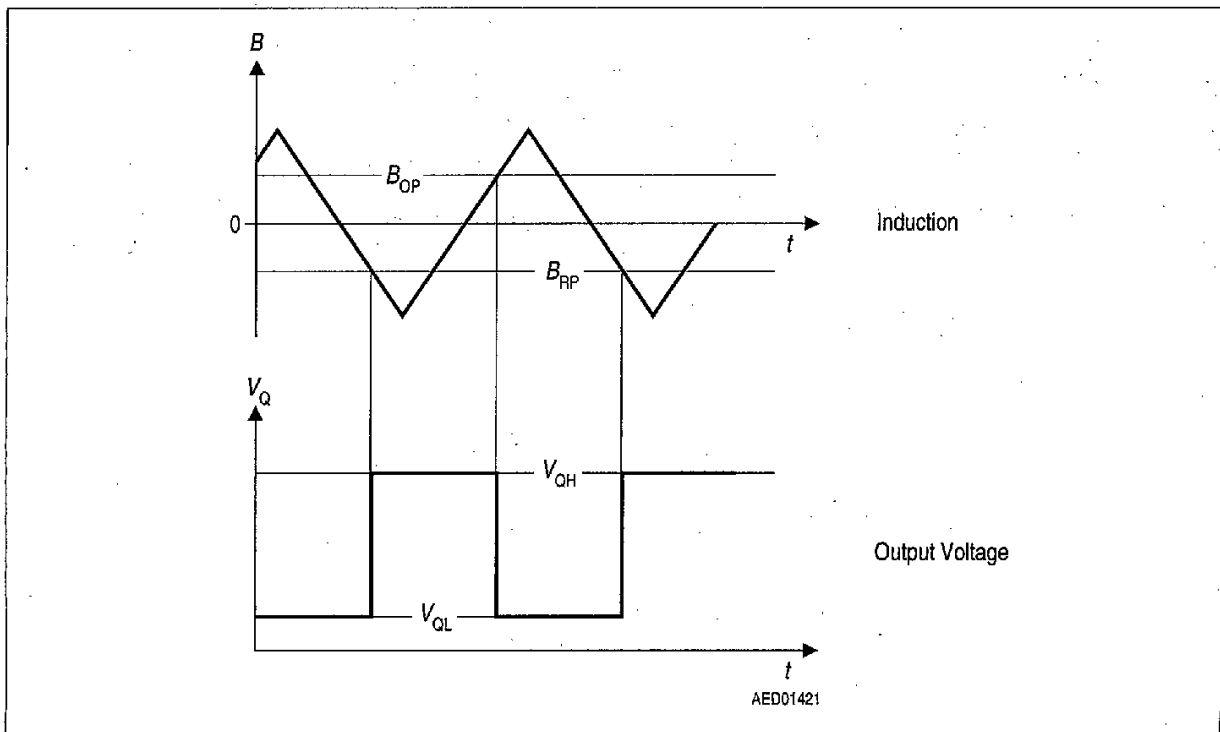 B
B_OP
0
t
Induction
B_RP
V_Q
V_QH
Output Voltage
V_QL
t
AED01421